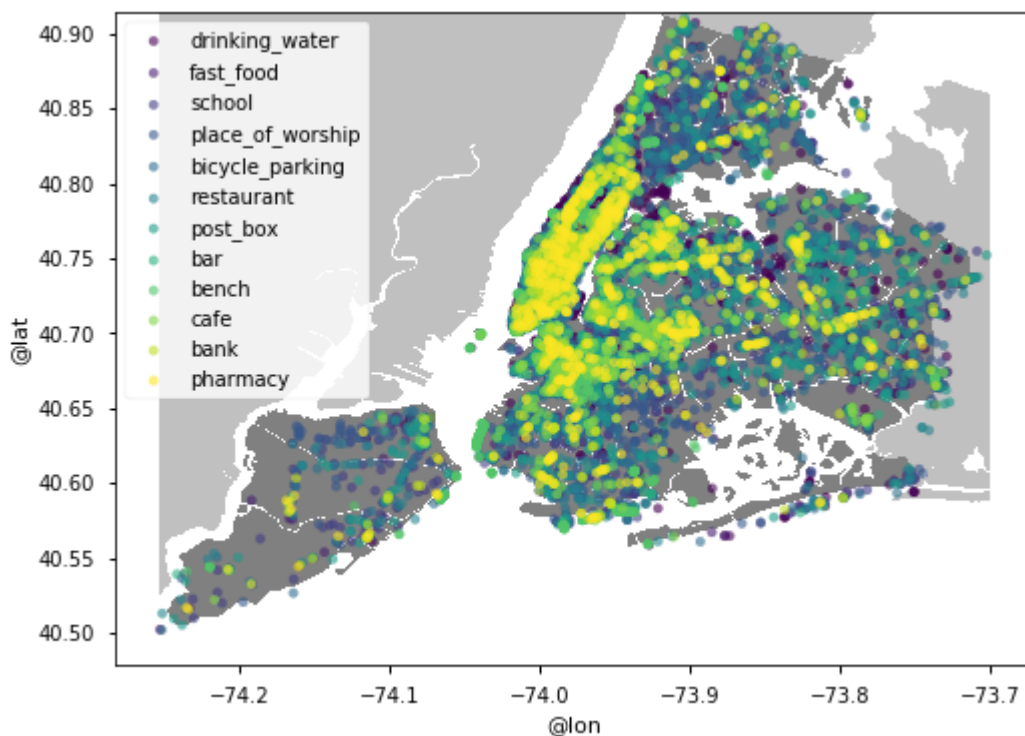 40.90
40.85
40.80
40.75
40.70
40.65
40.60
40.55
40.50
@lat
drinking_water
fast_food
school
place_of_worship
bicycle_parking
restaurant
post_box
bar
bench
cafe
bank
pharmacy
−74.2 −74.1 −74.0 −73.9 −73.8 −73.7
@lon